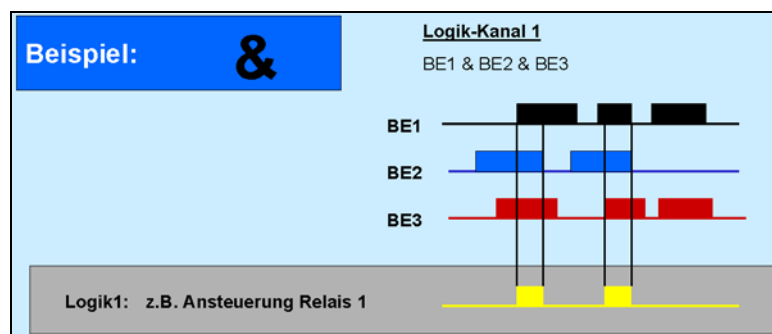 Beispiel: &
Logik-Kanal 1
BE1 & BE2 & BE3
BE1
BE2
BE3
Logik1: z.B. Ansteuerung Relais 1